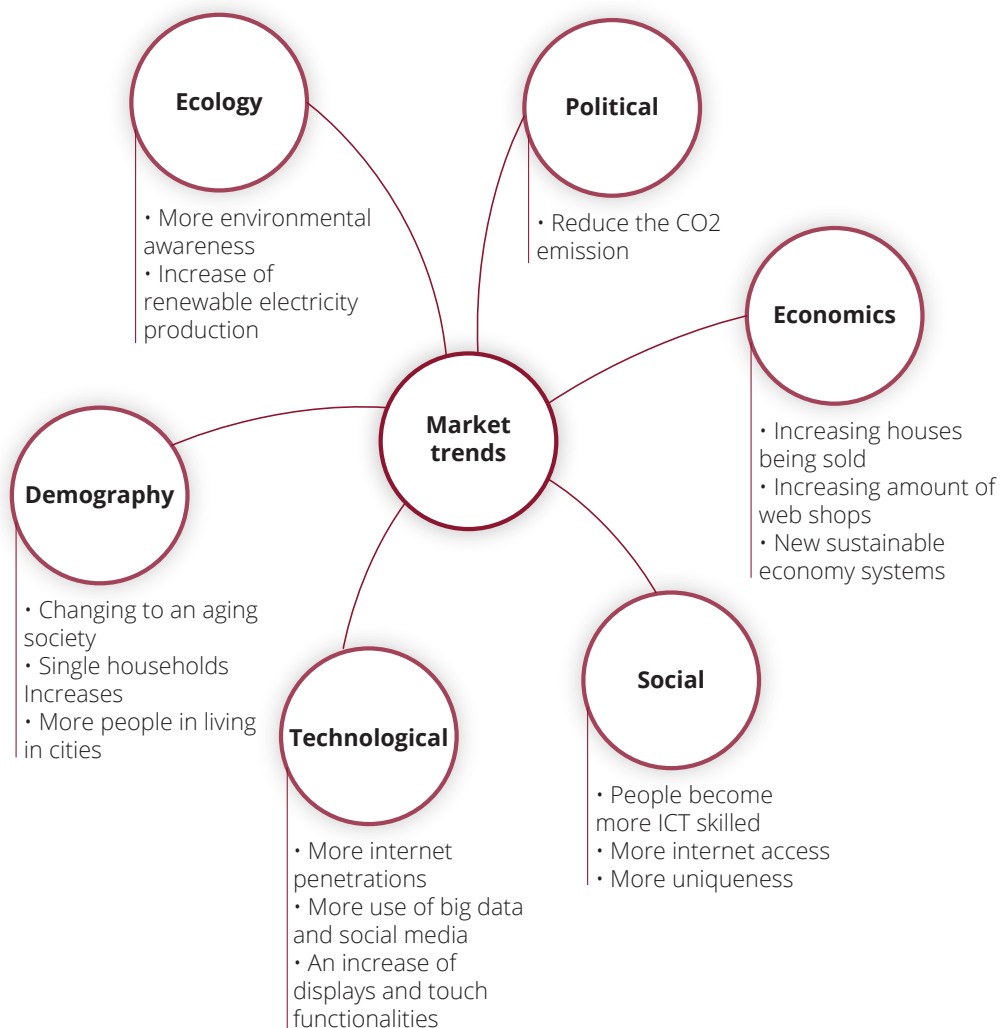 Ecology
• More environmental
awareness
• Increase of
renewable electricity
production
Political
• Reduce the CO2
emission
Economics
• Increasing houses
being sold
• Increasing amount of
web shops
• New sustainable
economy systems
Market
trends
Demography
• Changing to an aging
society
• Single households
Increases
• More people in living
in cities
Technological
• More internet
penetrations
• More use of big data
and social media
• An increase of
displays and touch
functionalities
Social
• People become
more ICT skilled
• More internet access
• More uniqueness